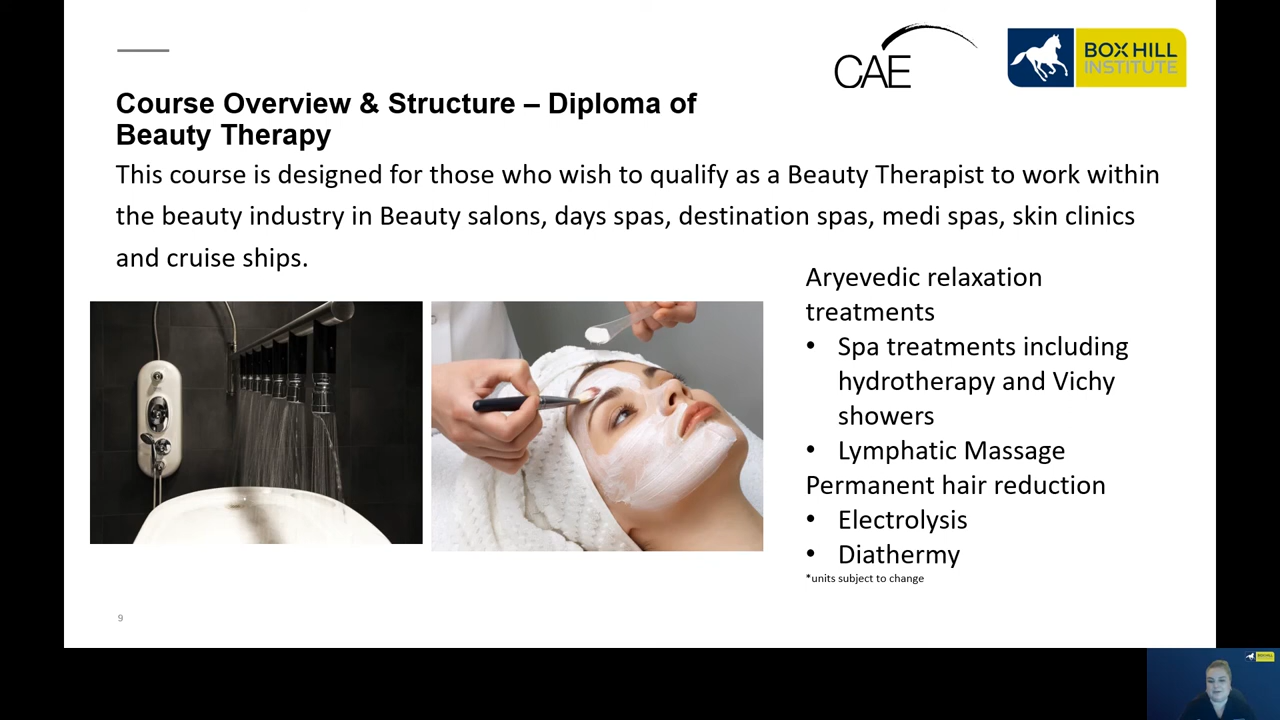 CAE
BOX HILL
INSTITUTE
Course Overview & Structure – Diploma of
Beauty Therapy
This course is designed for those who wish to qualify as a Beauty Therapist to work within
the beauty industry in Beauty salons, days spas, destination spas, medi spas, skin clinics
and cruise ships.
Aryevedic relaxation
treatments
• Spa treatments including
hydrotherapy and Vichy
showers
• Lymphatic Massage
Permanent hair reduction
• Electrolysis
• Diathermy
*units subject to change
9
BOX HILL